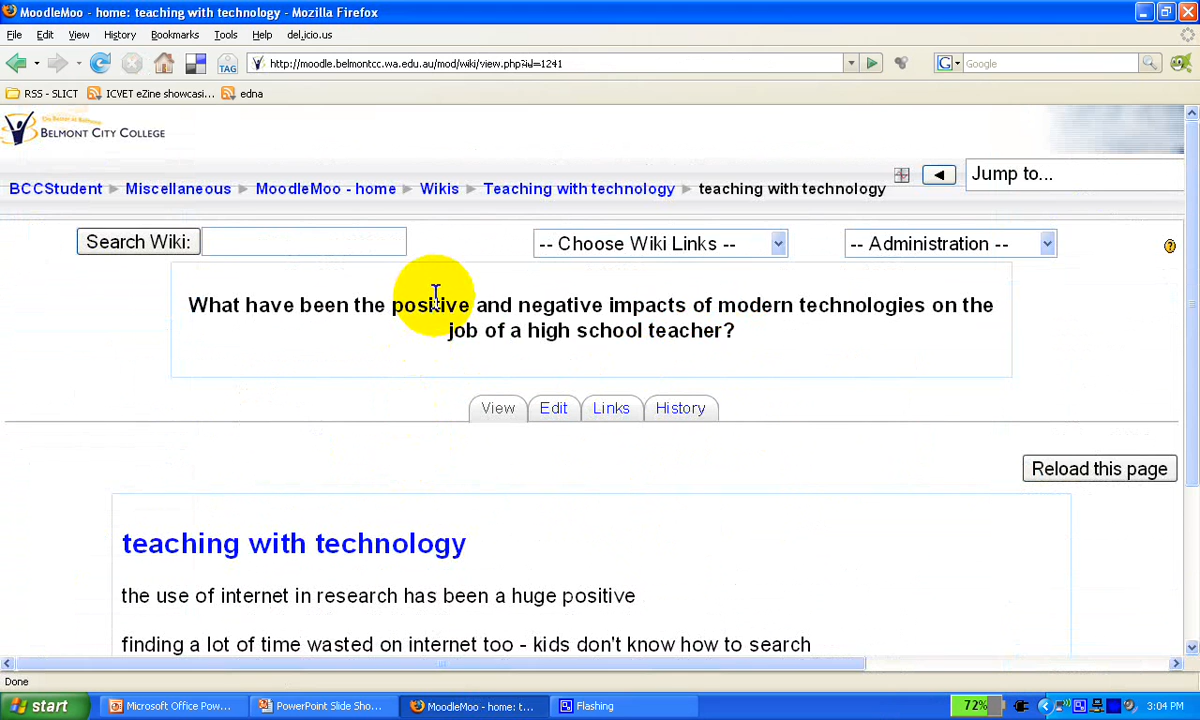 MoodleMoo - home: teaching with technology - Mozilla Firefox
File Edit View History Bookmarks Tools Help del.icio.us
TAG http://moodle.belmontcc.wa.edu.au/mod/wiki/view.php?id=1241 G Google
RSS - SLICT ICVET eZine showcasi... edna
BELMONT CITY COLLEGE
BCCStudent Miscellaneous MoodleMoo - home Wikis Teaching with technology teaching with technology Jump to...
Search Wiki: -- Choose Wiki Links -- -- Administration -- ?
What have been the positive and negative impacts of modern technologies on the
job of a high school teacher?
View Edit Links History
Reload this page
teaching with technology
the use of internet in research has been a huge positive
finding a lot of time wasted on internet too - kids don't know how to search
Done
start Microsoft Office Pow... PowerPoint Slide Sho... MoodleMoo - home: t... Flashing 72% 3:04 PM